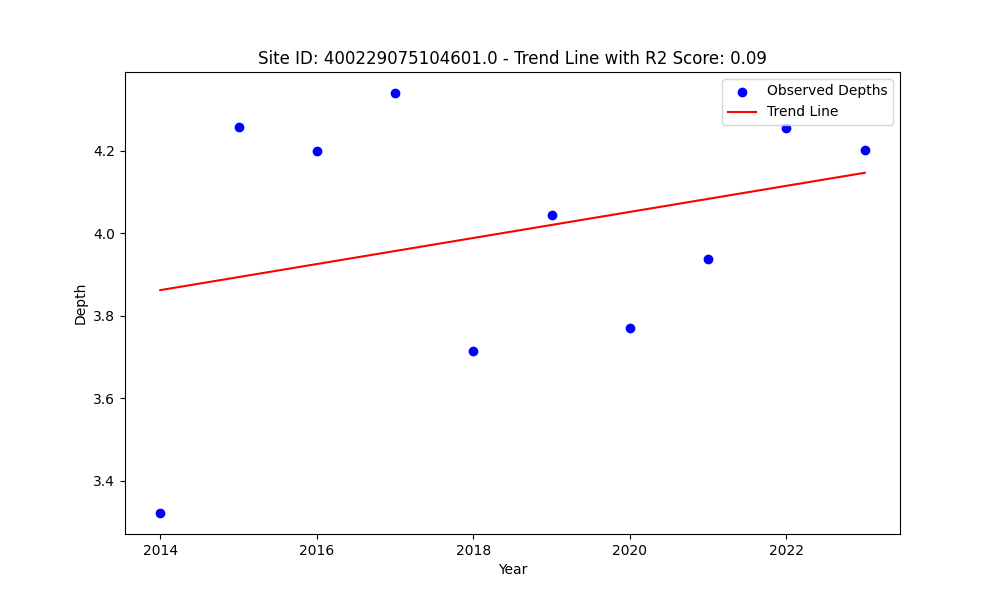 Site ID: 400229075104601.0 - Trend Line with R2 Score: 0.09
Observed Depths
Trend Line
4.2
4.0
3.8
3.6
3.4
Depth
2014
2016
2018
2020
2022
Year